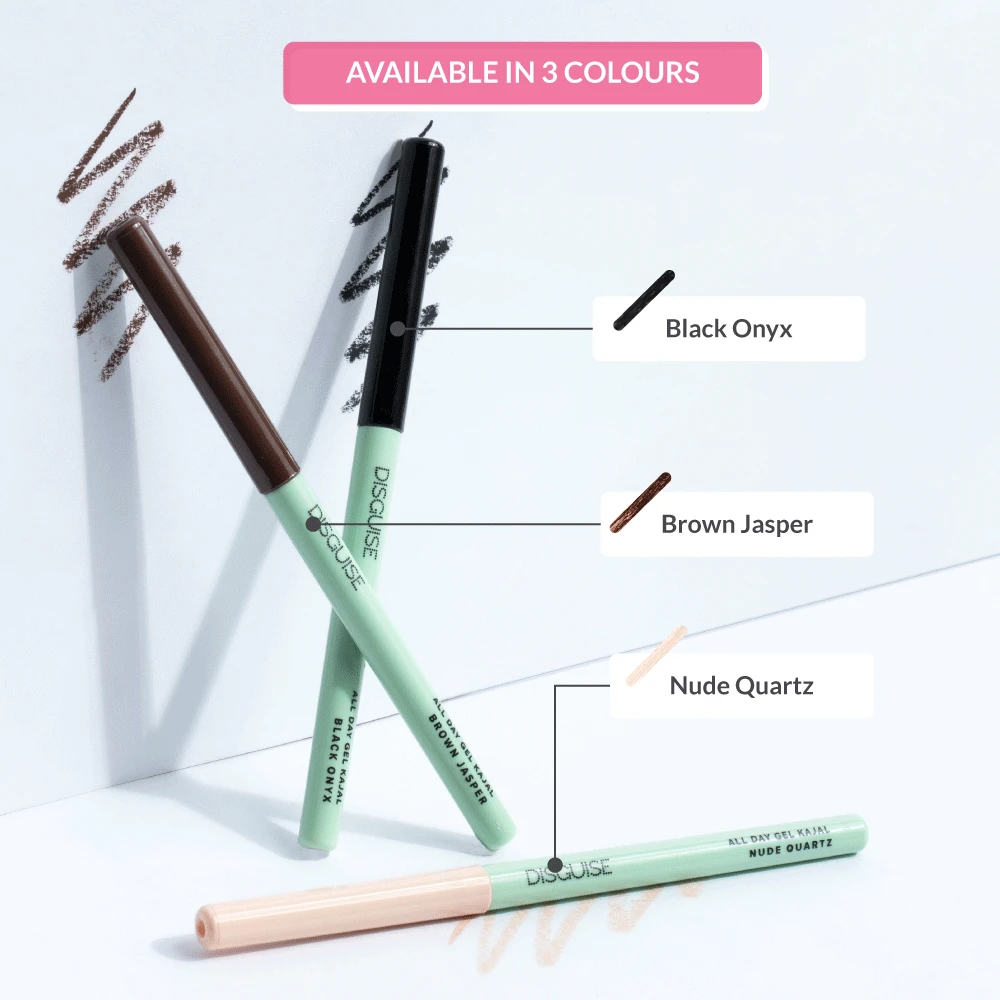 AVAILABLE IN 3 COLOURS
Black Onyx
DISGUISE
Brown Jasper
DISGUISE
Nude Quartz
ALL DAY GEL KAJAL
BLACK ONYX
ALL DAY GEL KAJAL
BROWN JASPER
DISGUISE
ALL DAY GEL KAJAL
NUDE QUARTZ